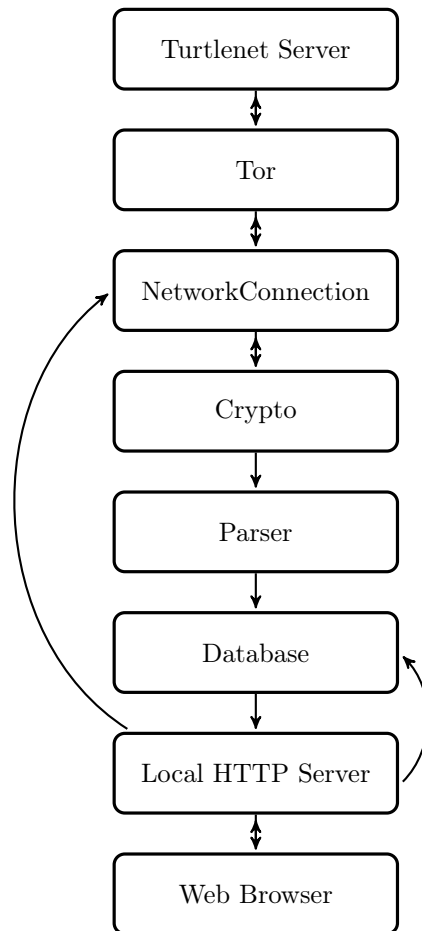 Turtlenet Server
Tor
NetworkConnection
Crypto
Parser
Database
Local HTTP Server
Web Browser